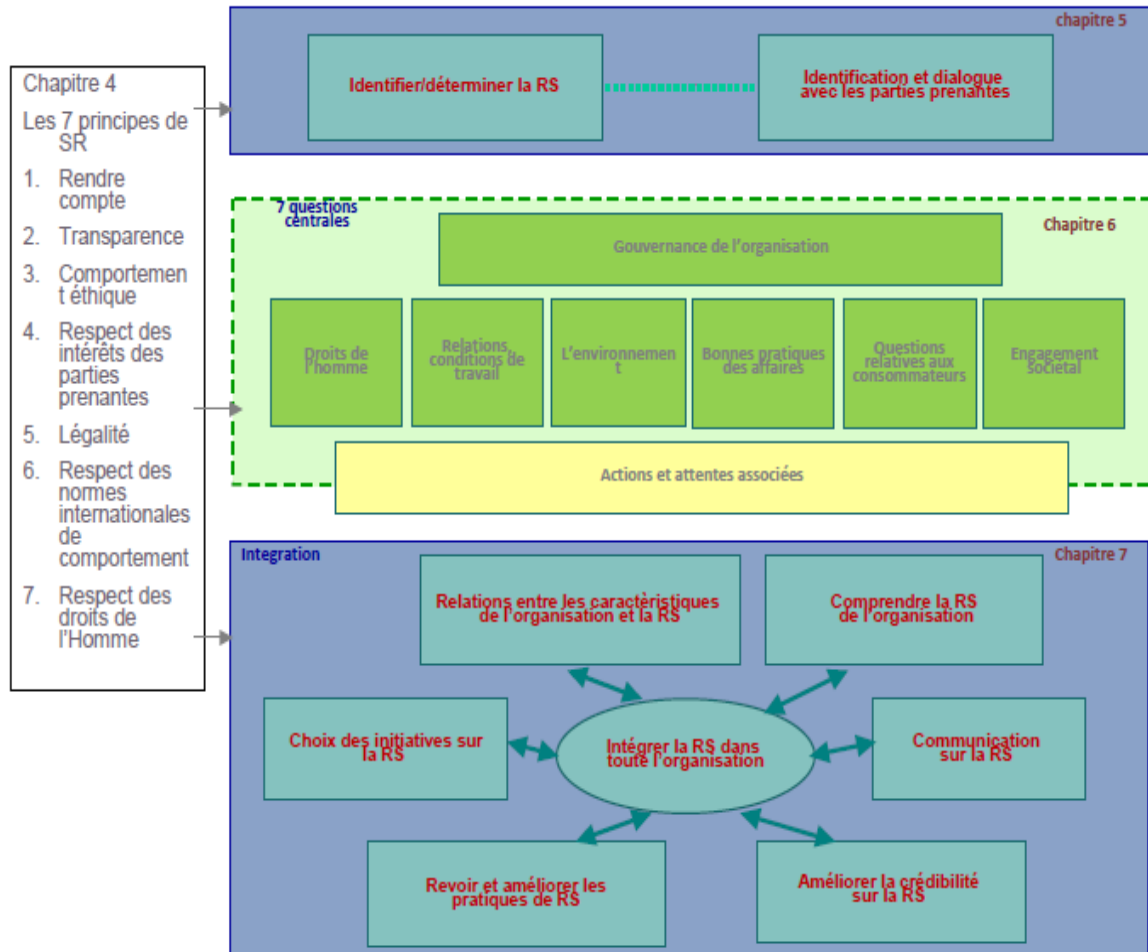 Chapitre 4
Les 7 principes de
SR
1. Rendre
compte
2. Transparence
3. Comportemen
t éthique
4. Respect des
intérêts des
parties
prenantes
5. Légalité
6. Respect des
normes
internationales
de
comportement
7. Respect des
droits de
l'Homme
chapitre 5
Identifier/déterminer la RS
Identification et dialogue
avec les parties prenantes
7 questions
centrales
Chapitre 6
Gouvernance de l'organisation
Droits de
l'homme
Relations,
conditions de
travail
L'environnemen
t
Bonnes pratiques
des affaires
Questions
relatives aux
consommateurs
Engagement
sociétal
Actions et attentes associées
Integration
Chapitre 7
Relations entre les caractèristiques
de l'organisation et la RS
Comprendre la RS
de l'organisation
Choix des initiatives sur
la RS
Intégrer la RS dans
toute l'organisation
Communication
sur la RS
Revoir et améliorer les
pratiques de RS
Améliorer la crédibilité
sur la RS